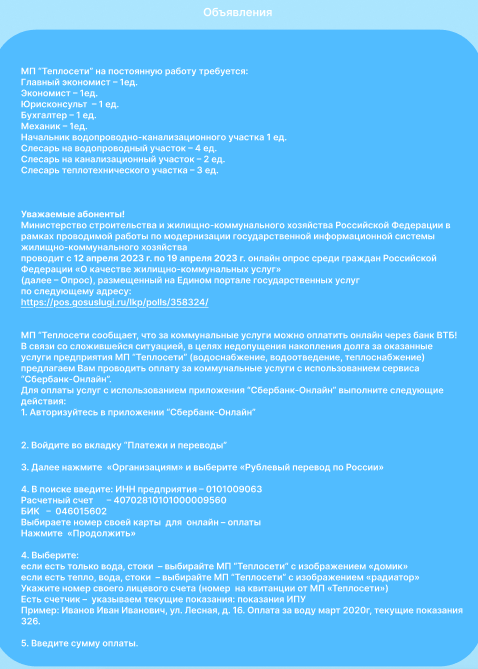 Объявления
МП “Теплосети” на постоянную работу требуется:
Главный экономист – 1ед.
Экономист – 1ед.
Юрисконсульт – 1 ед.
Бухгалтер – 1 ед.
Механик – 1ед.
Начальник водопроводно-канализационного участка 1 ед.
Слесарь на водопроводный участок – 4 ед.
Слесарь на канализационный участок – 2 ед.
Слесарь теплотехнического участка – 3 ед.
Уважаемые абоненты!
Министерство строительства и жилищно-коммунального хозяйства Российской Федерации в
рамках проводимой работы по модернизации государственной информационной системы
жилищно-коммунального хозяйства
проводит с 12 апреля 2023 г. по 19 апреля 2023 г. онлайн опрос среди граждан Российской
Федерации «О качестве жилищно-коммунальных услуг»
(далее – Опрос), размещенный на Едином портале государственных услуг
по следующему адресу:
https://pos.gosuslugi.ru/lkp/polls/358324/
МП “Теплосети сообщает, что за коммунальные услуги можно оплатить онлайн через банк ВТБ!
В связи со сложившейся ситуацией, в целях недопущения накопления долга за оказанные
услуги предприятия МП “Теплосети” (водоснабжение, водоотведение, теплоснабжение)
предлагаем Вам проводить оплату за коммунальные услуги с использованием сервиса
“Сбербанк-Онлайн”.
Для оплаты услуг с использованием приложения “Сбербанк-Онлайн” выполните следующие
действия:
1. Авторизуйтесь в приложении “Сбербанк-Онлайн”
2. Войдите во вкладку “Платежи и переводы”
3. Далее нажмите «Организациям» и выберите «Рублевый перевод по России»
4. В поиске введите: ИНН предприятия – 0101009063
Расчетный счет – 40702810101000009560
БИК – 046015602
Выбираете номер своей карты для онлайн – оплаты
Нажмите «Продолжить»
4. Выберите:
если есть только вода, стоки – выбирайте МП “Теплосети” с изображением «домик»
если есть тепло, вода, стоки – выбирайте МП “Теплосети” с изображением «радиатор»
Укажите номер своего лицевого счета (номер на квитанции от МП «Теплосети»)
Есть счетчик – указываем текущие показания: показания ИПУ
Пример: Иванов Иван Иванович, ул. Лесная, д. 16. Оплата за воду март 2020г, текущие показания
326.
5. Введите сумму оплаты.